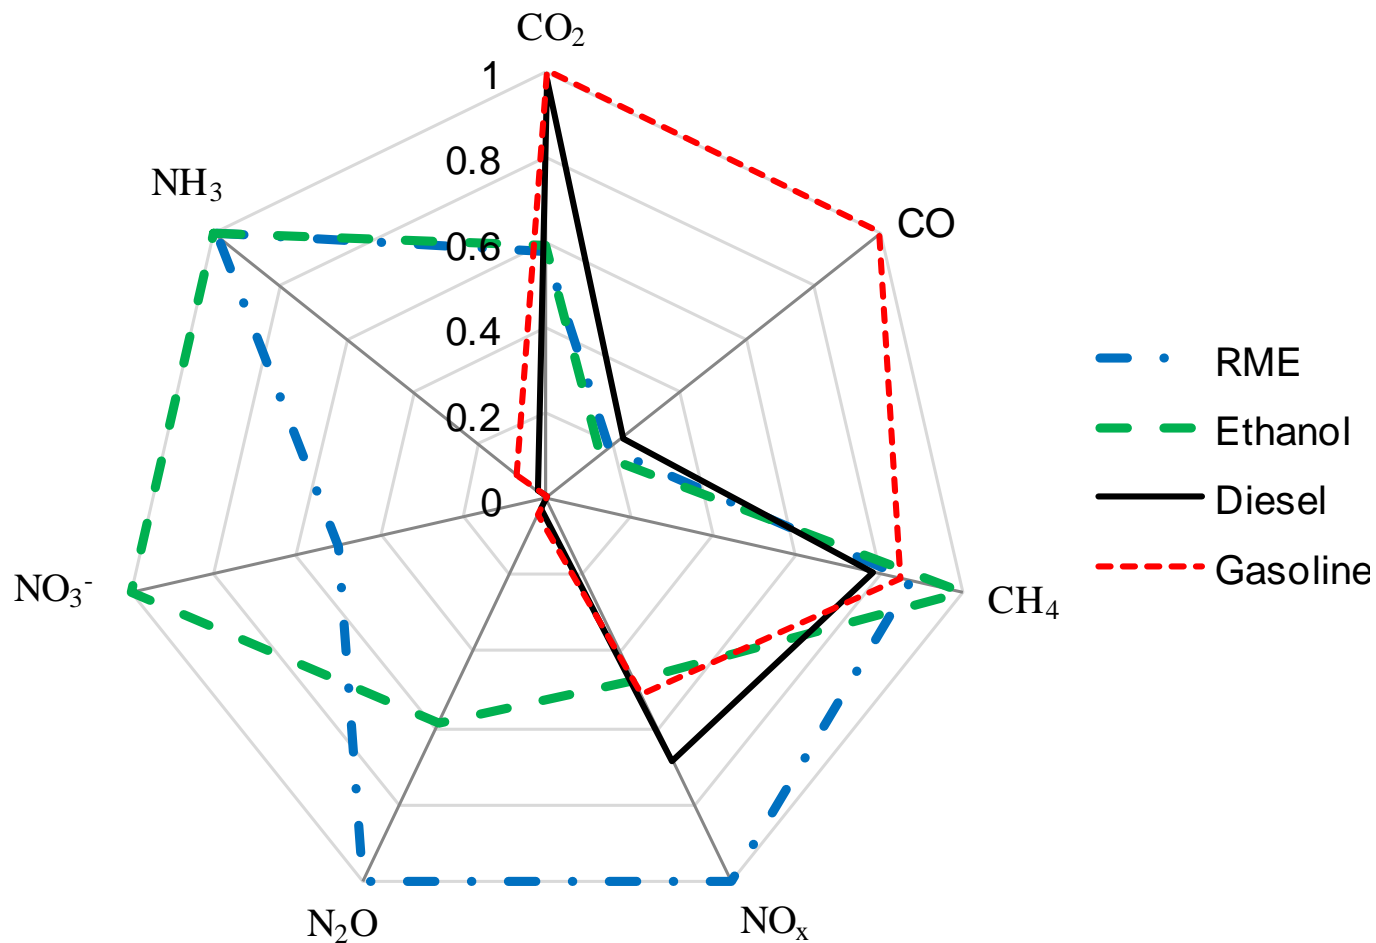 CO₂
1
0.8
NH₃
CO
0.6
0.4
RME
0.2
Ethanol
0
Diesel
Gasoline
NO₃⁻
CH₄
N₂O
NOₓ